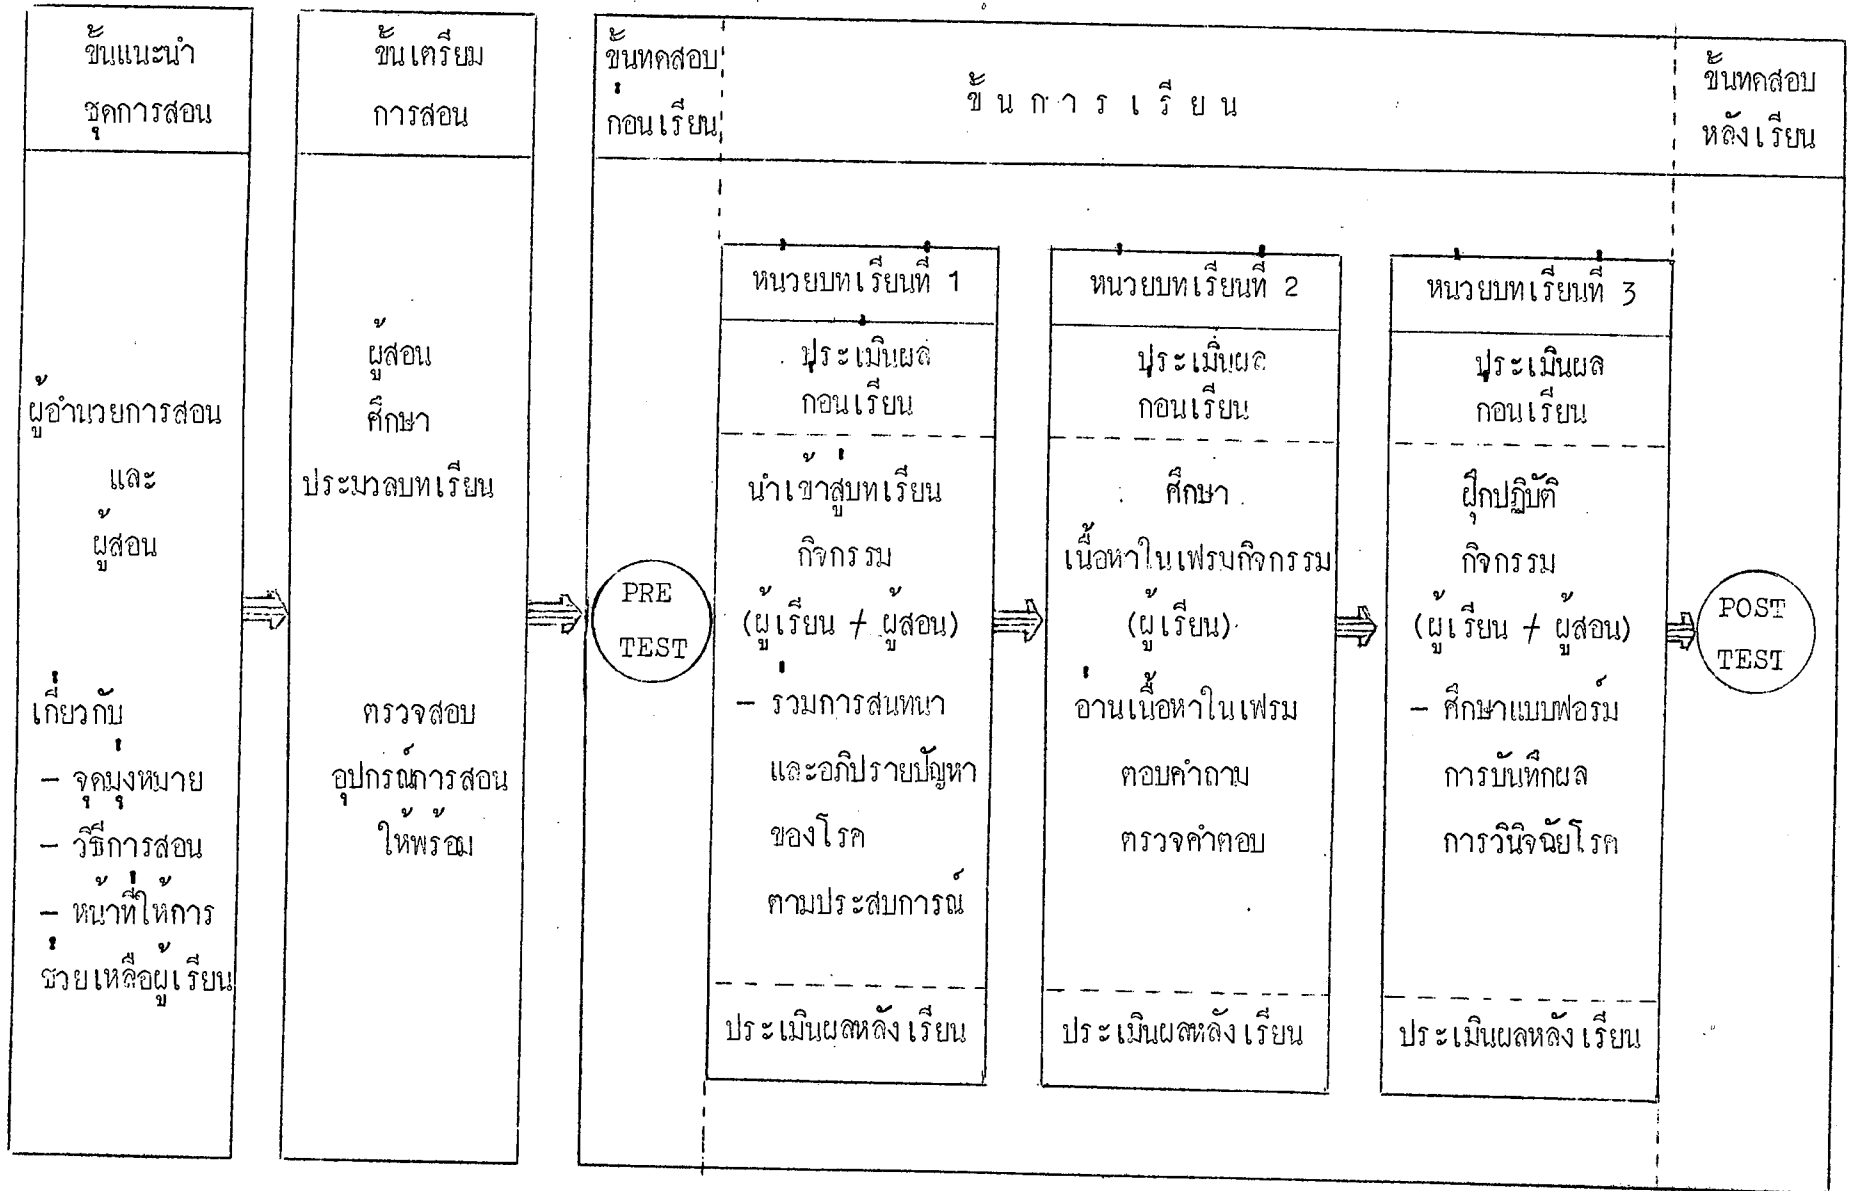 ขั้นแนะนำ
ชุดการสอน
ผู้อำนวยการสอน
และ
ผู้สอน
เกี่ยวกับ
– จุดมุ่งหมาย
– วิธีการสอน
– หน้าที่ให้การ
ช่วยเหลือผู้เรียน
ขั้นเตรียม
การสอน
ผู้สอน
ศึกษา
ประมวลบทเรียน
ตรวจสอบ
อุปกรณ์การสอน
ให้พร้อม
ขั้นทดสอบ
ก่อนเรียน
PRE
TEST
ขั้นการเรียน
หน่วยบทเรียนที่ 1
ประเมินผล
ก่อนเรียน
นำเข้าสู่บทเรียน
กิจกรรม
(ผู้เรียน + ผู้สอน)
– ร่วมการสนทนา
และอภิปรายปัญหา
ของโรค
ตามประสบการณ์
ประเมินผลหลังเรียน
หน่วยบทเรียนที่ 2
ประเมินผล
ก่อนเรียน
ศึกษา
เนื้อหาในเฟรมกิจกรรม
(ผู้เรียน)
อ่านเนื้อหาในเฟรม
ตอบคำถาม
ตรวจคำตอบ
ประเมินผลหลังเรียน
หน่วยบทเรียนที่ 3
ประเมินผล
ก่อนเรียน
ฝึกปฏิบัติ
กิจกรรม
(ผู้เรียน + ผู้สอน)
– ศึกษาแบบฟอร์ม
การบันทึกผล
การวินิจฉัยโรค
ประเมินผลหลังเรียน
ขั้นทดสอบ
หลังเรียน
POST
TEST